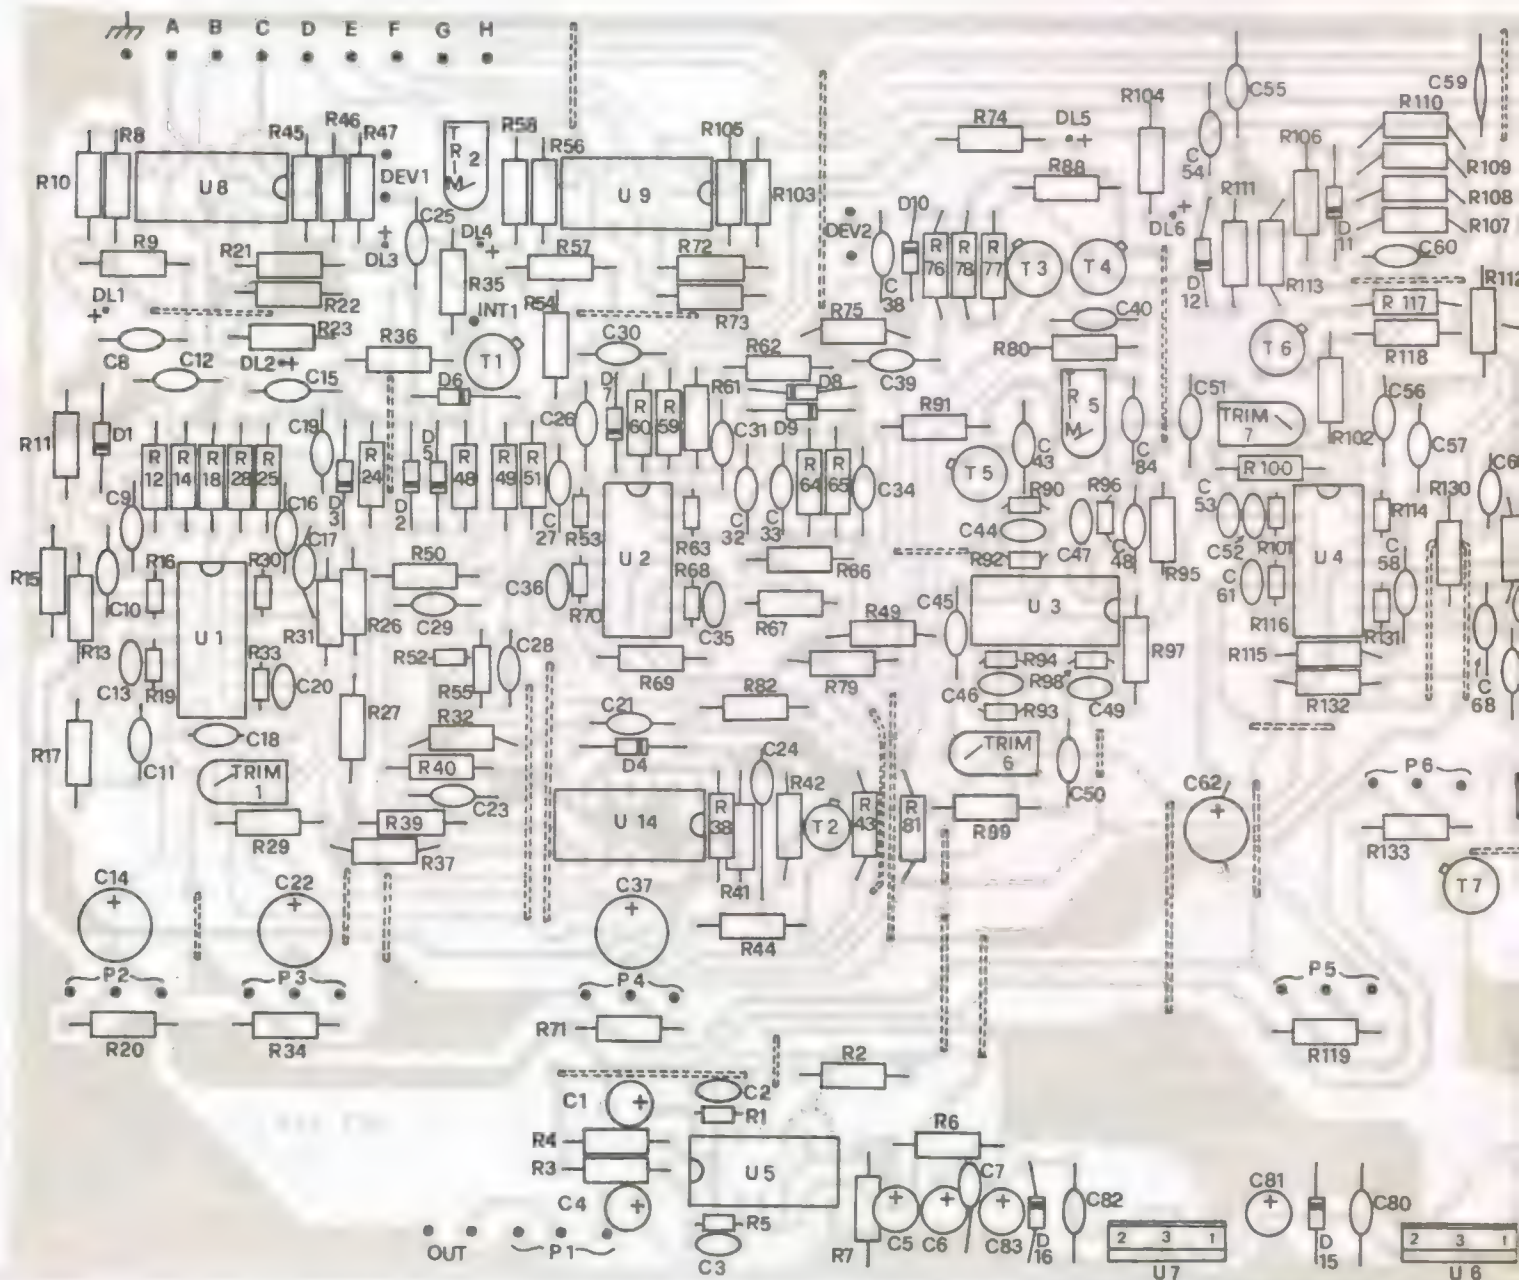 A B C D E F G H
R8 R45 R46 R47 TRIM 2 R58 R56 R105 R74 DL5 R104 C55 C59
R10 U8 DEV1 U9 R103 R88 C54 R106 R110 R109
R111 R108
R107
R9 R21 DL3 C25 DL4 R57 R72 DEV2 D10 DL6 D11 C60
R22 R35 R73 C38 R76 R78 R77 T3 T4 D12 R113 R112
DL1 R23 INT1 R54 R75 C40 R117
C8 C12 DL2 C15 R36 T1 C30 R62 C39 R80 T6 R118
D6 D7 R61 D8 TRIM 5 C51 TRIM 7 C56
R11 D1 C19 C26 R60 R59 C31 D9 R91 C43 C84 R102 C57
R12 R14 R18 R28 R25 R24 D5 R48 R49 R51 R64 R65 T5 R100
C9 C16 D3 D2 C27 R53 C32 C33 C34 R90 R96 C53 R130
C17 U2 R63 C44 C47 C48 C52 R101 U4 R114
R15 R16 R30 R50 C36 R68 R66 R92 R95 C61 C58
C10 U1 R31 R26 C29 R70 C35 R67 R49 C45 U3 R116 R131
R13 R33 R52 C28 R94 R97 R115
C13 R19 C20 R55 R69 R79 C46 R98 C49 R132 C68
R17 C18 R27 R32 C21 R82 R93
C11 TRIM 1 R40 D4 C24 R42 TRIM 6 C50 C62 P6
C23 U14 R38 T2 R43 R81 R99
R29 R39 R133
R37 R41 T7
C14 C22 C37 R44
P2 P3 P4 P5
R20 R34 R71 R119
R2
C1 C2
R1
R4 R6
R3 U5 C7
C4 C82 C81 C80
R5
OUT P1 C3 R7 C5 C6 C83 D16 2 3 1 D15 2 3 1
U7 U6